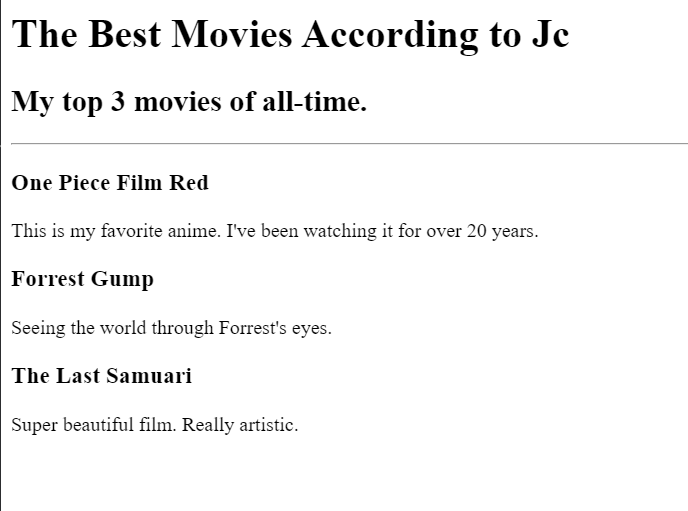 The Best Movies According to Jc
My top 3 movies of all-time.
One Piece Film Red
This is my favorite anime. I've been watching it for over 20 years.
Forrest Gump
Seeing the world through Forrest's eyes.
The Last Samuari
Super beautiful film. Really artistic.